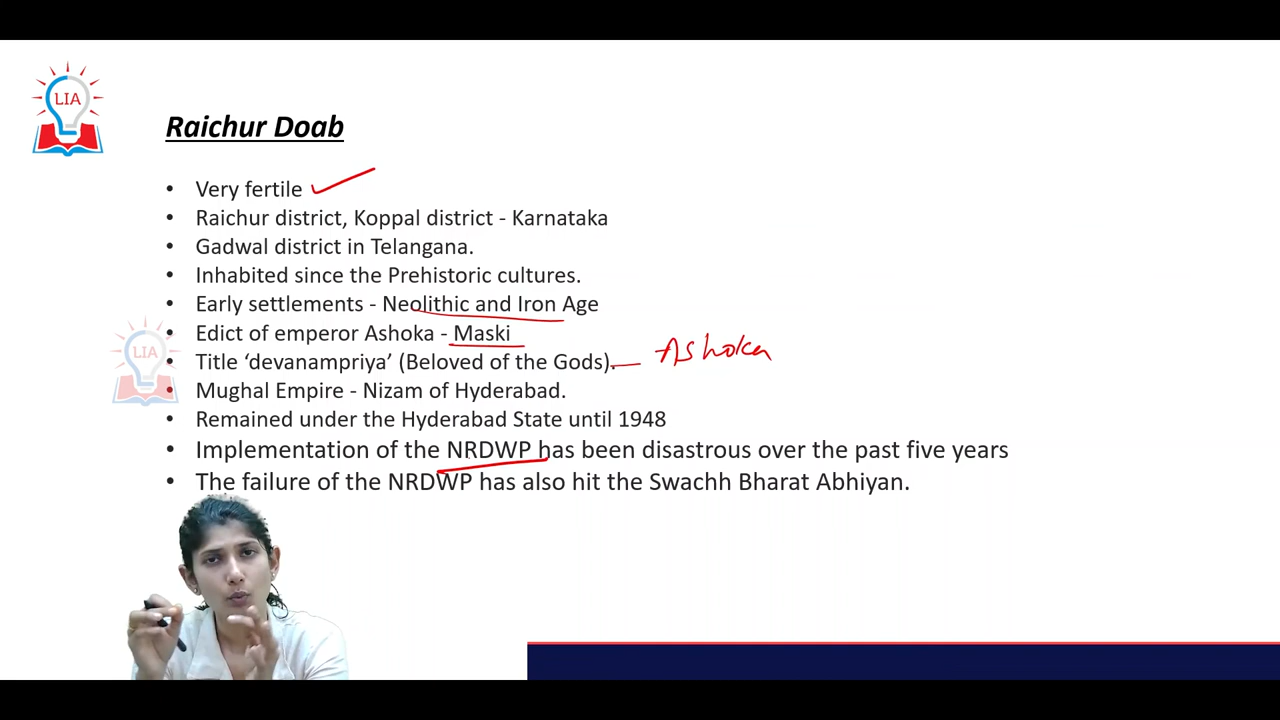 LIA
Raichur Doab
• Very fertile
• Raichur district, Koppal district - Karnataka
• Gadwal district in Telangana.
• Inhabited since the Prehistoric cultures.
• Early settlements - Neolithic and Iron Age
• Edict of emperor Ashoka - Maski
LIA
• Title ‘devanampriya’ (Beloved of the Gods). Ashoka
• Mughal Empire - Nizam of Hyderabad.
• Remained under the Hyderabad State until 1948
• Implementation of the NRDWP has been disastrous over the past five years
• The failure of the NRDWP has also hit the Swachh Bharat Abhiyan.